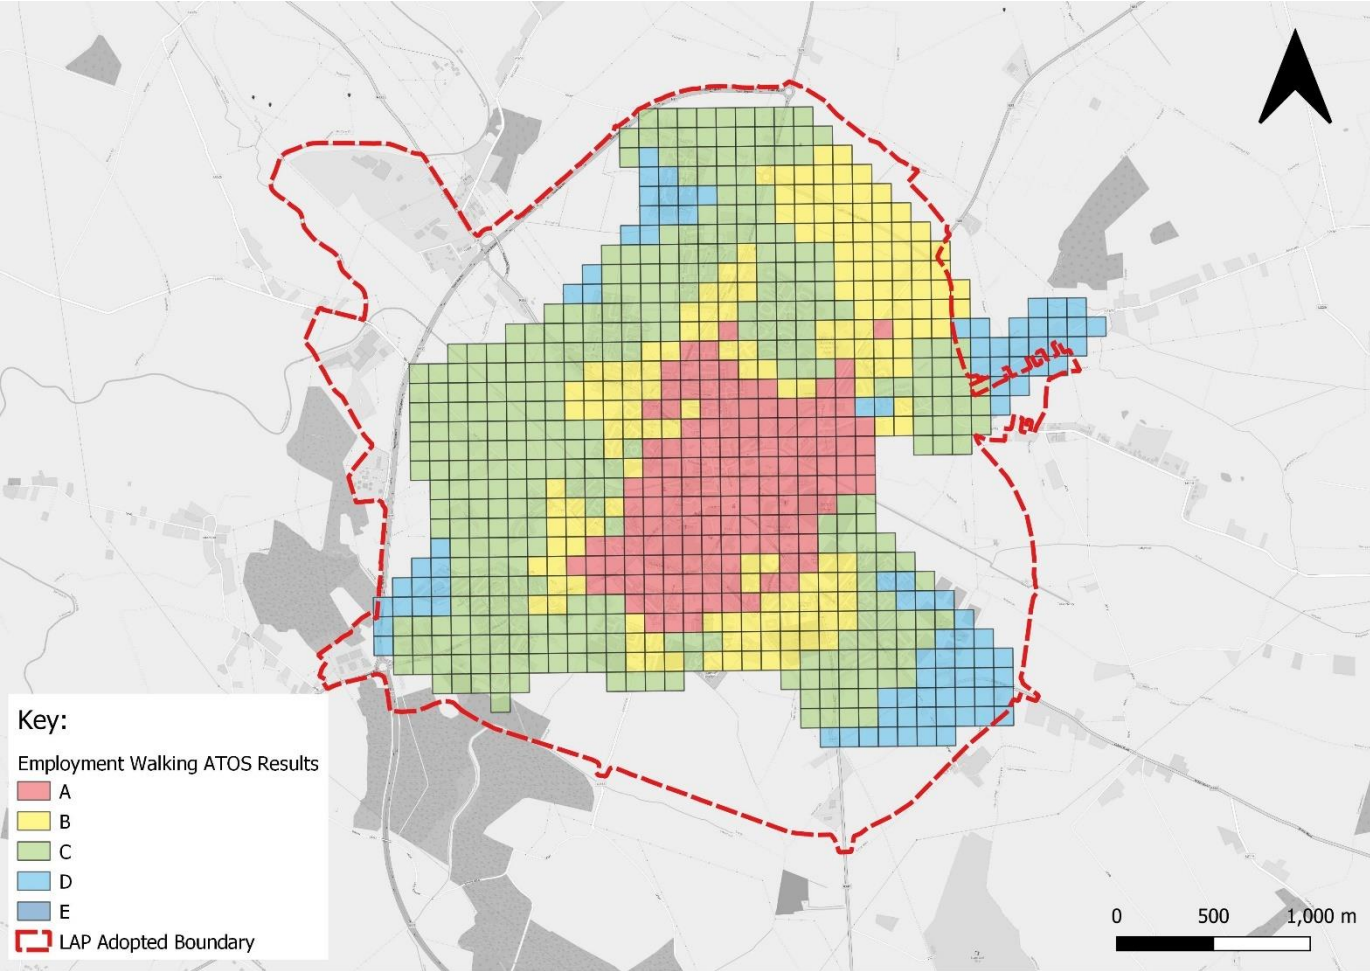 Key:
Employment Walking ATOS Results
A
B
C
D
E
LAP Adopted Boundary
0 500 1,000 m